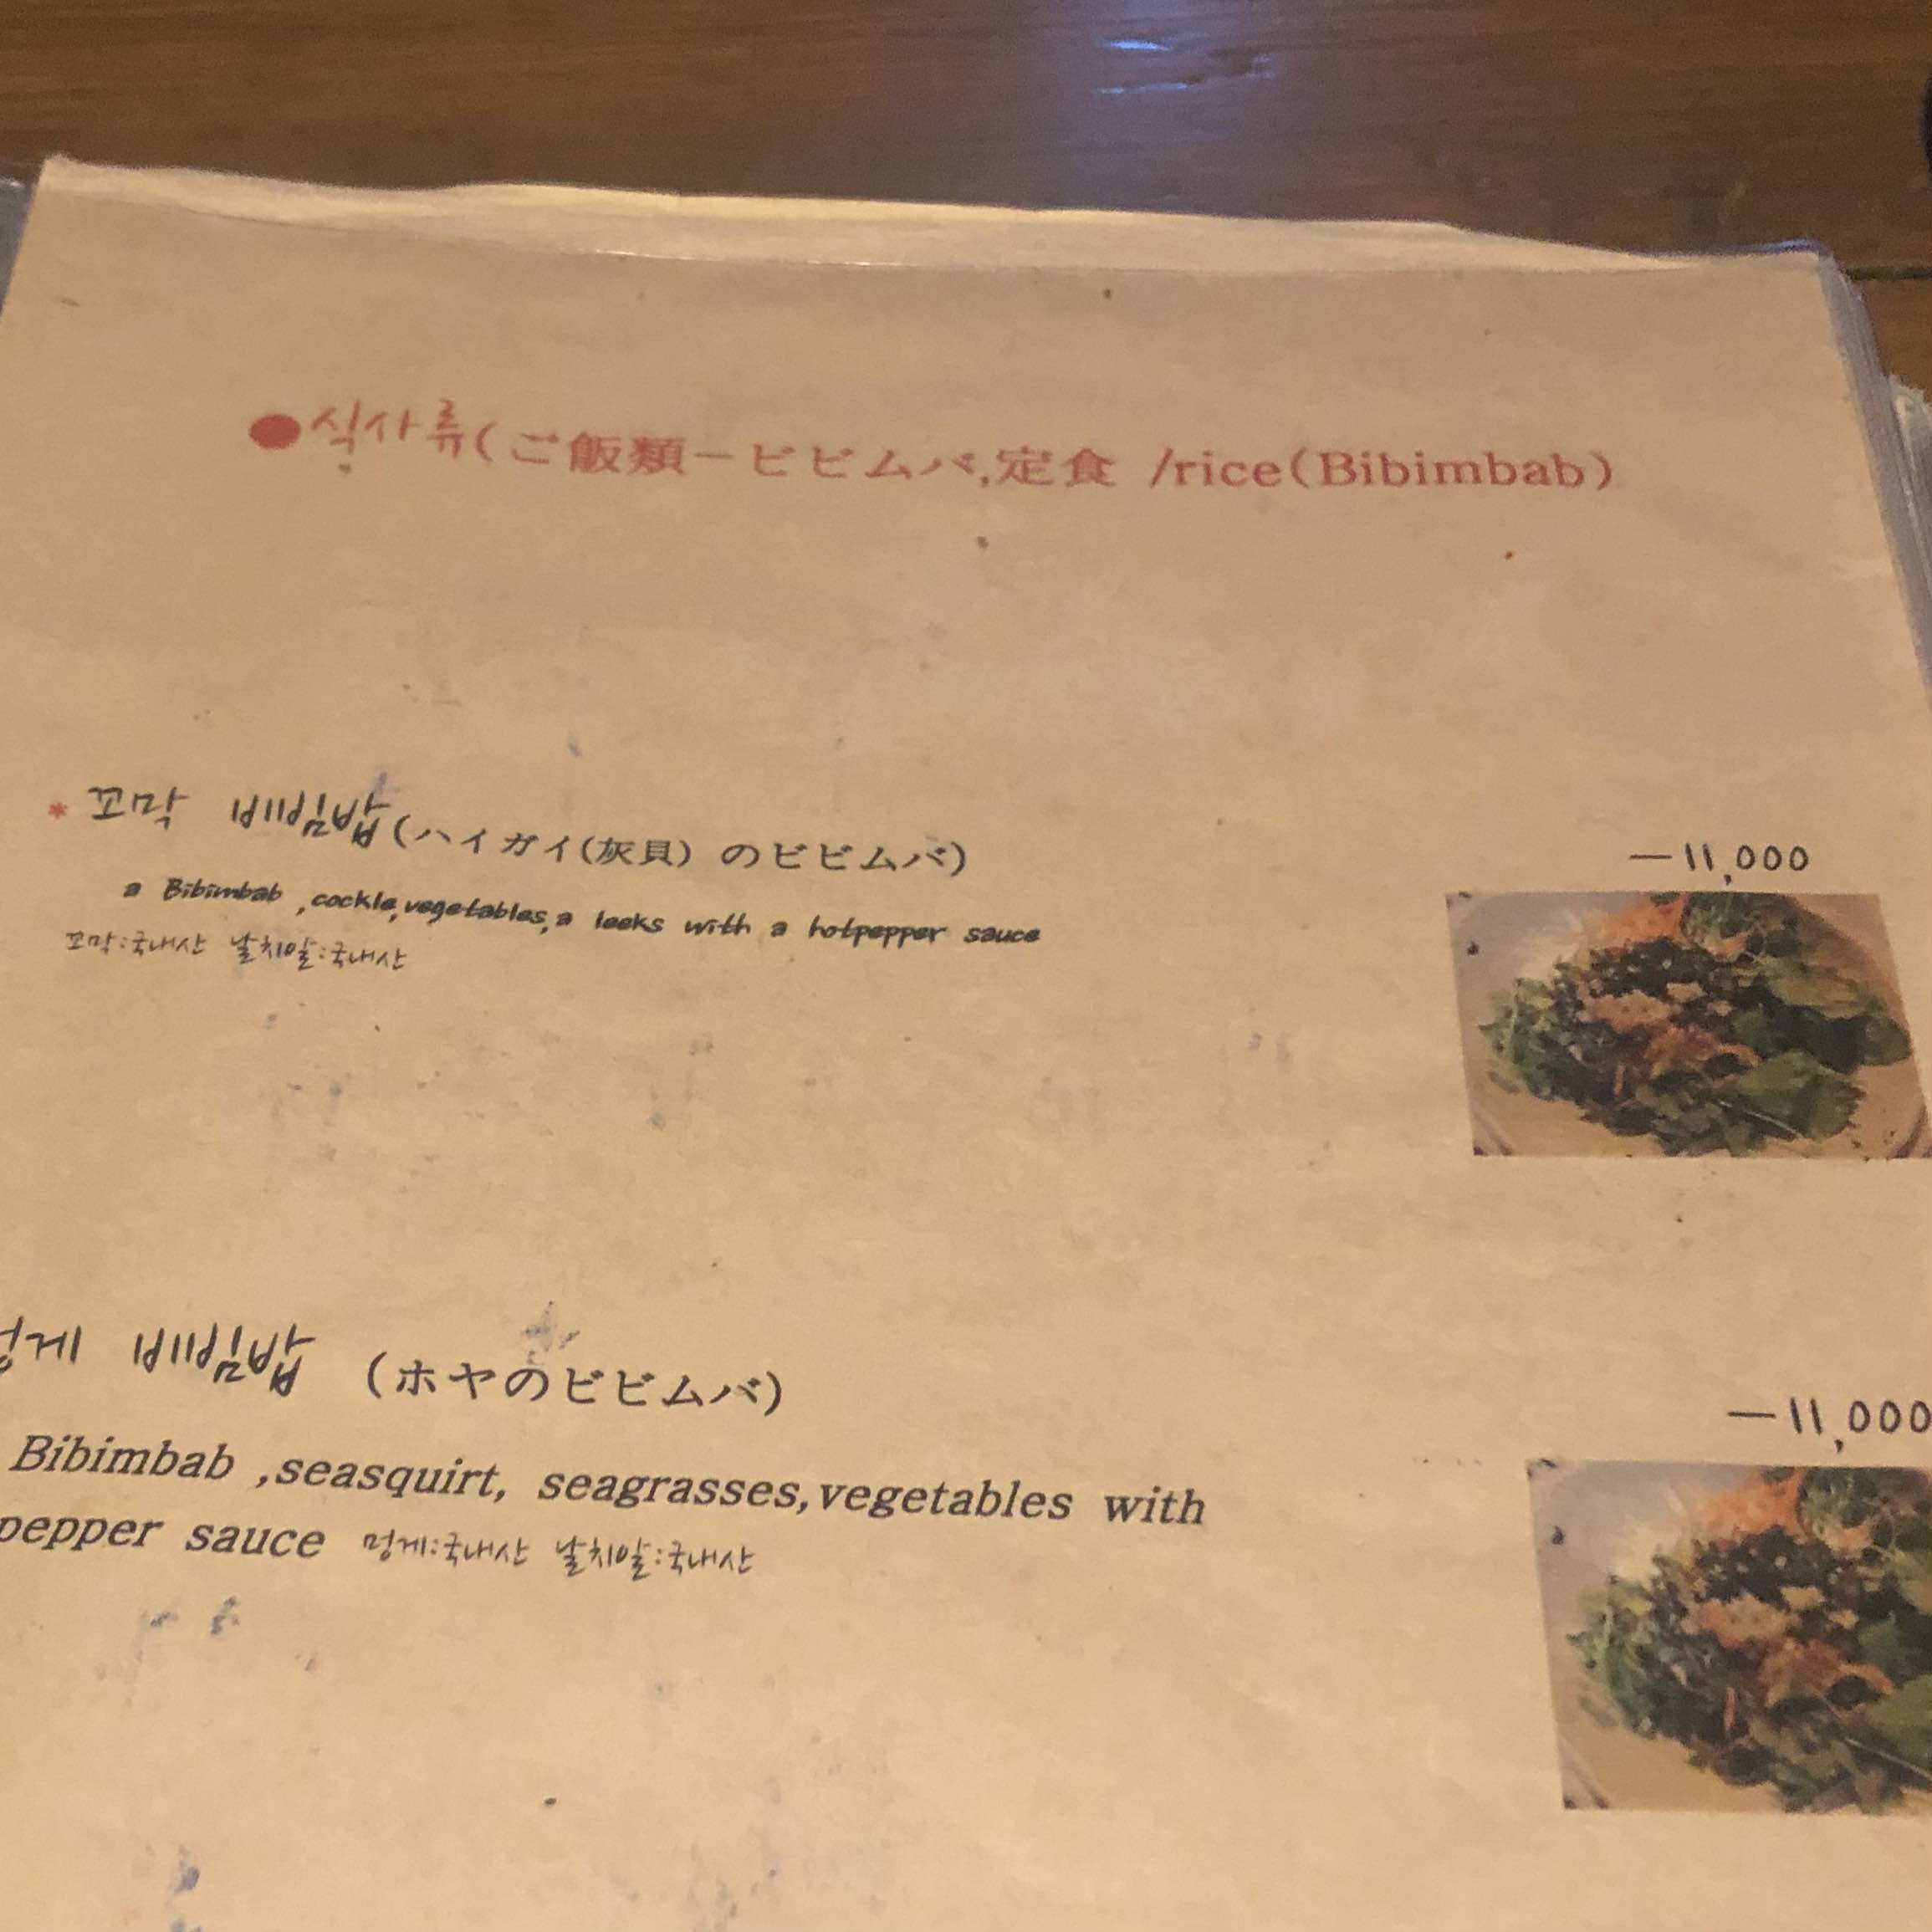 ●식사류(ご飯類ービビムバ,定食 /rice(Bibimbab)
* 꼬막 비빔밥(ハイガイ(灰貝) のビビムバ)
−11,000
a Bibimbab ,cockle,vegetables,a leeks with a hotpepper sauce
꼬막:국내산 날치알:국내산
비빔밥 (ホヤのビビムバ)
−11,000
Bibimbab ,seasquirt, seagrasses,vegetables with
pepper sauce 멍게:국내산 날치알:국내산